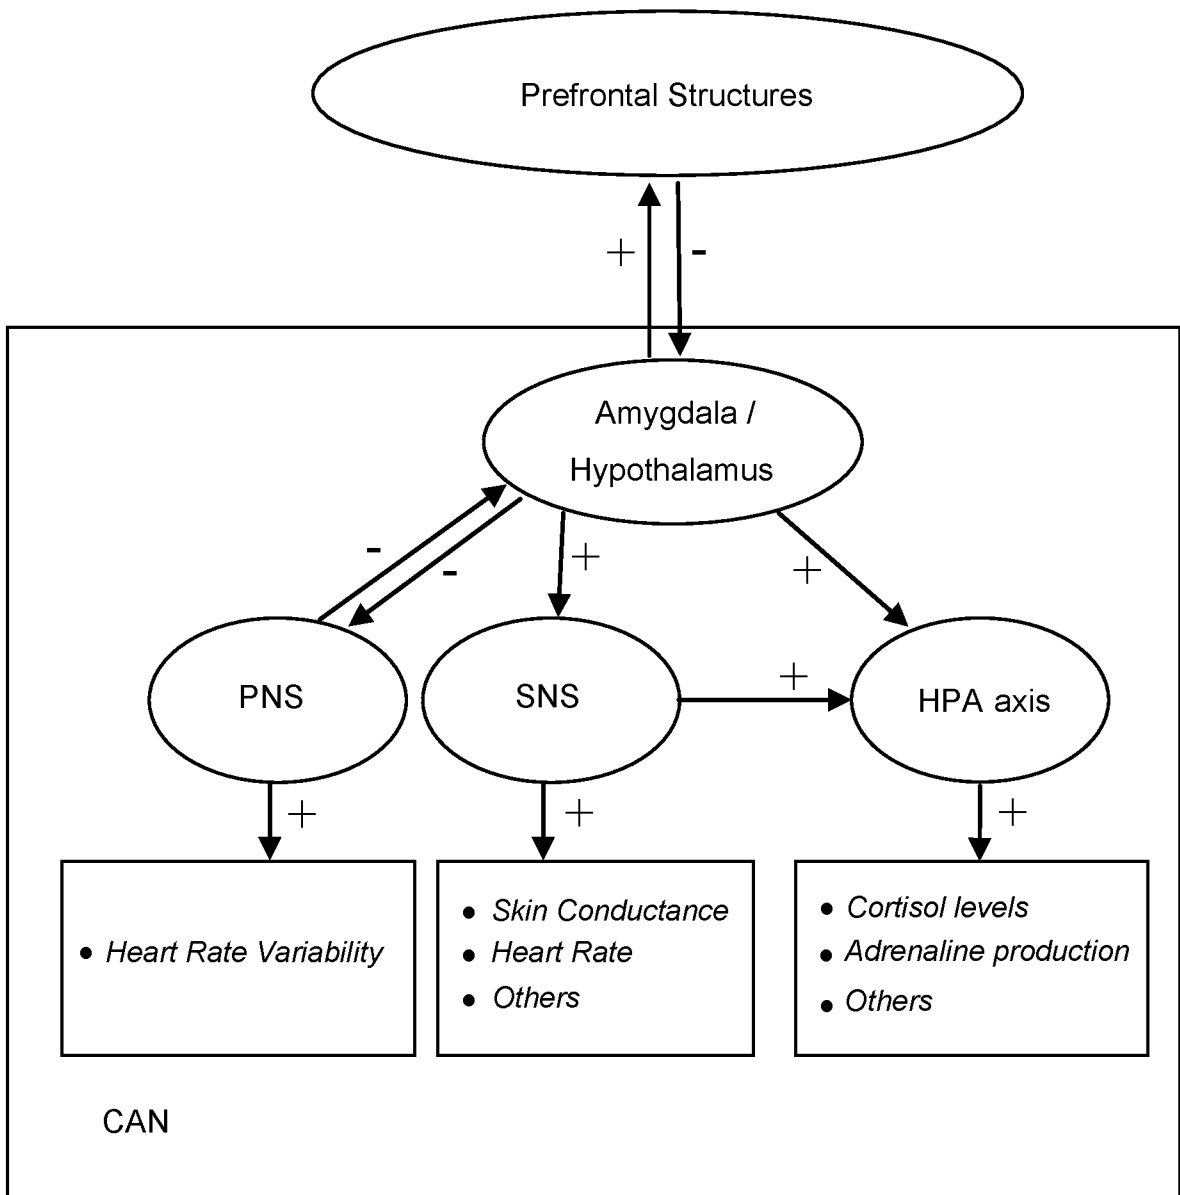 Prefrontal Structures
+ -
Amygdala /
Hypothalamus
- - + +
PNS
SNS
+
HPA axis
+ + +
• Heart Rate Variability
• Skin Conductance
• Heart Rate
• Others
• Cortisol levels
• Adrenaline production
• Others
CAN